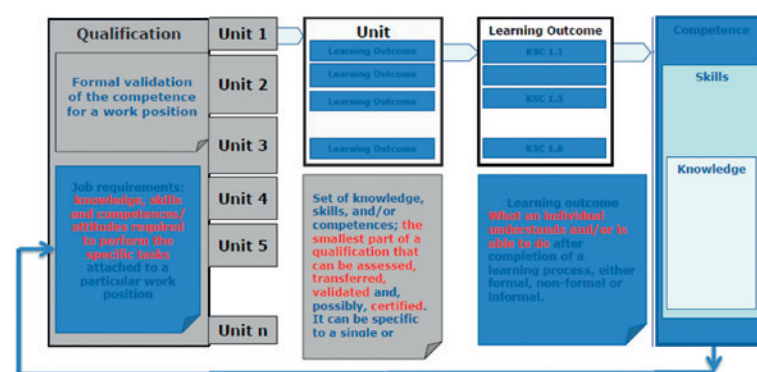 Qualification
Formal validation
of the competence
for a work position
Job requirements:
knowledge, skills
and competences/
attitudes required
to perform the
specific tasks
attached to a
particular work
position
Unit 1
Unit 2
Unit 3
Unit 4
Unit 5
Unit n
Unit
Learning Outcome
Learning Outcome
Learning Outcome
Learning Outcome
Set of knowledge,
skills, and/or
competences; the
smallest part of a
qualification that
can be assessed,
transferred,
validated and,
possibly, certified.
It can be specific
to a single or
Learning Outcome
KSC 1.1
KSC 1.3
KSC 1.6
Learning outcome
What an individual
understands and/or is
able to do after
completion of a
learning process, either
formal, non-formal or
informal.
Competence
Skills
Knowledge